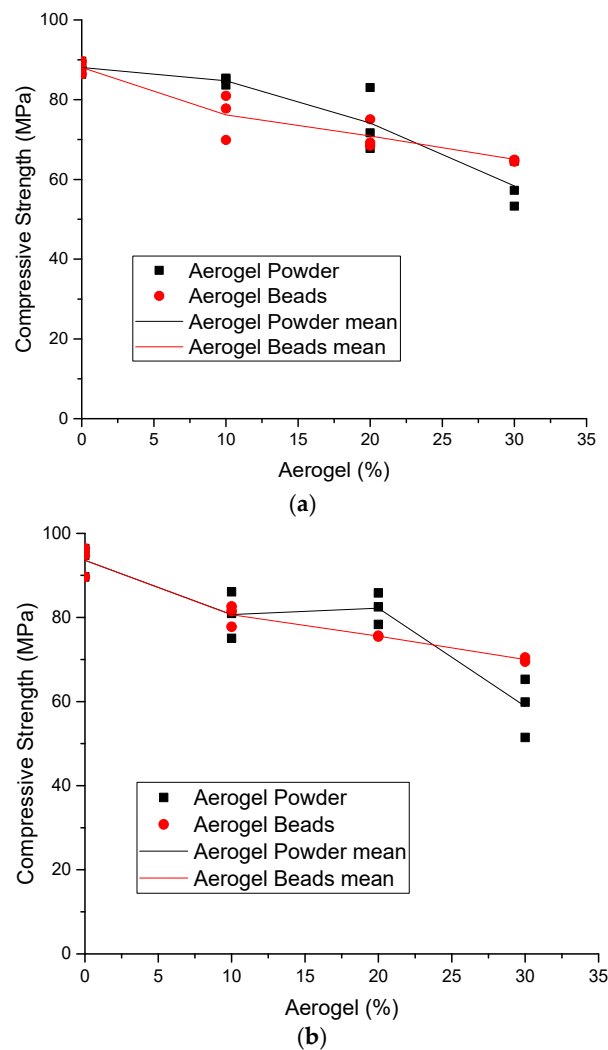 100
80
60
40
20
0
Compressive Strength (MPa)
Aerogel Powder
Aerogel Beads
Aerogel Powder mean
Aerogel Beads mean
0 5 10 15 20 25 30 35
Aerogel (%)
(a)
100
80
60
40
20
0
Compressive Strength (MPa)
Aerogel Powder
Aerogel Beads
Aerogel Powder mean
Aerogel Beads mean
0 5 10 15 20 25 30 35
Aerogel (%)
(b)